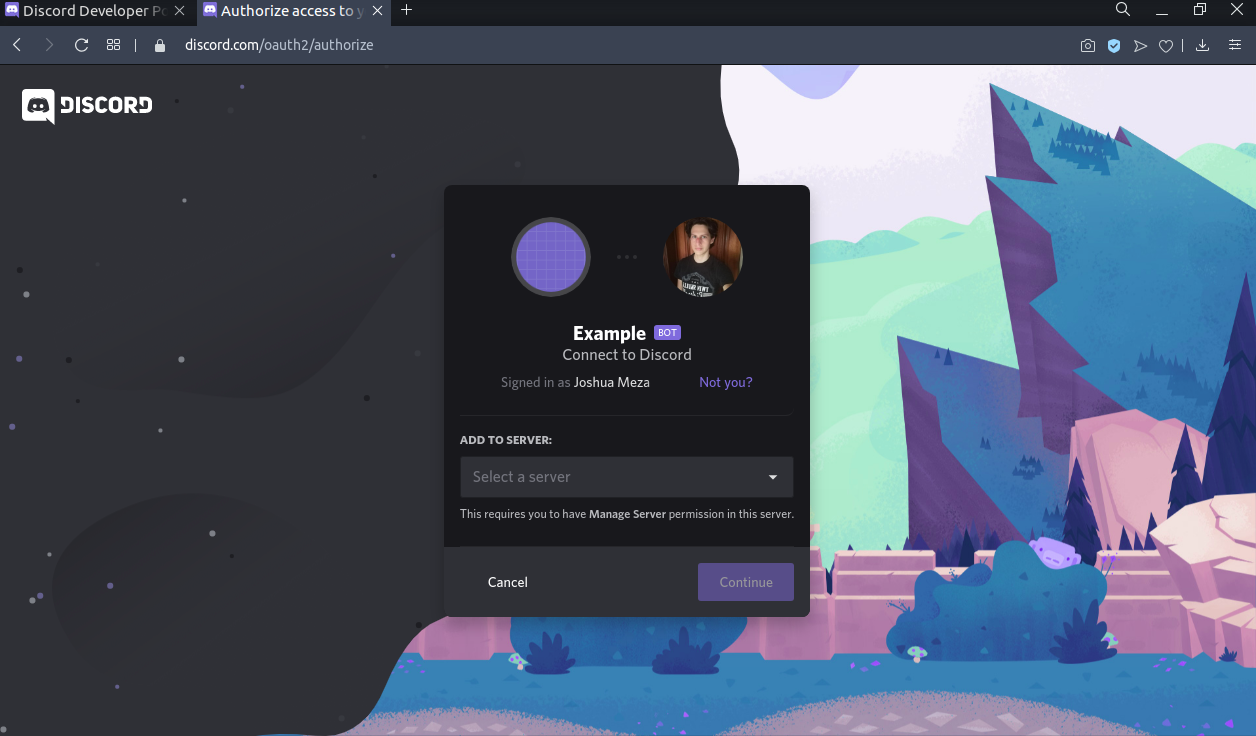 Discord Developer Po
Authorize access to y
discord.com/oauth2/authorize
DISCORD
Example BOT
Connect to Discord
Signed in as Joshua Meza Not you?
ADD TO SERVER:
Select a server
This requires you to have Manage Server permission in this server.
Cancel Continue